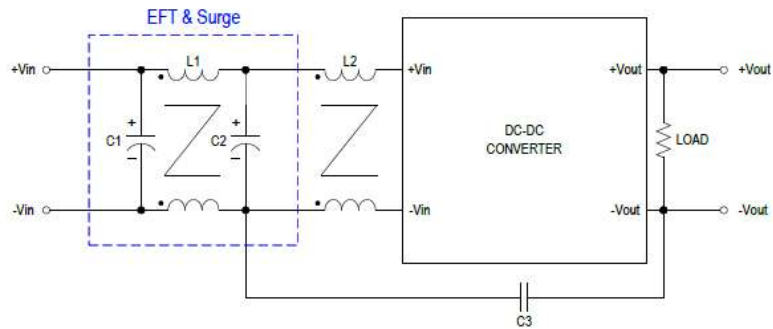 EFT & Surge
L1 L2
+Vin +Vin +Vout +Vout
+ +
C1 C2 DC-DC LOAD
CONVERTER
- -
-Vin -Vin -Vout -Vout
C3